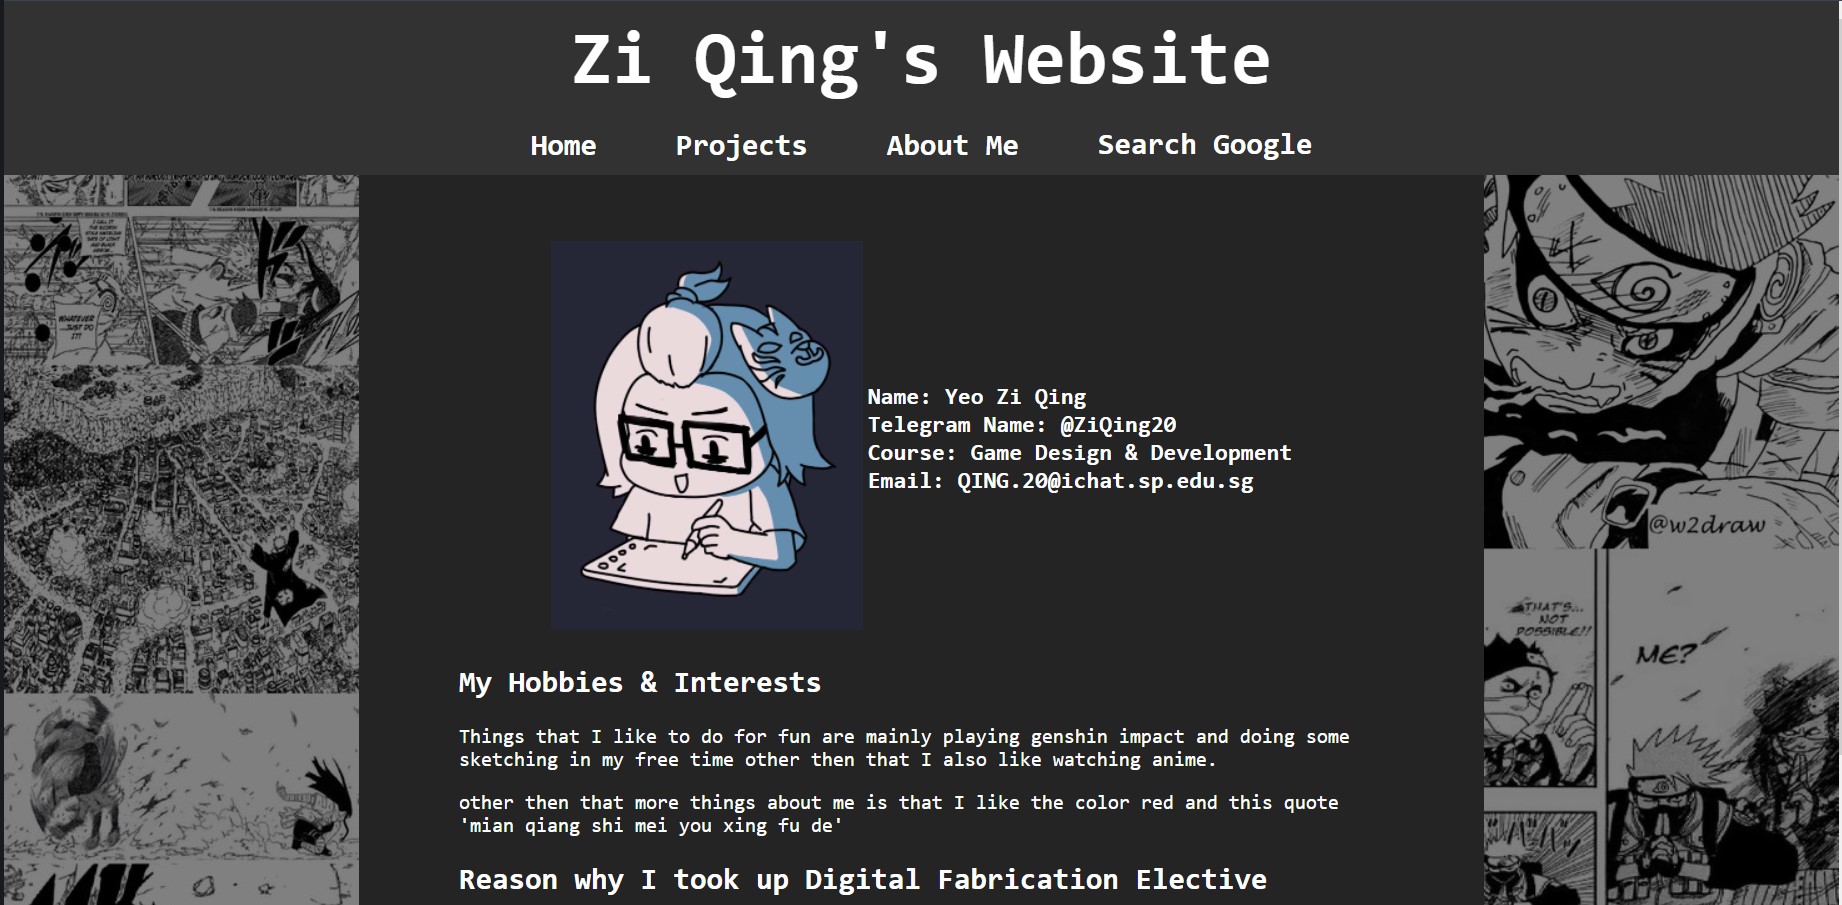 Zi Qing's Website
Home Projects About Me Search Google
WHATEVER
...JUST DO
IT!
Name: Yeo Zi Qing
Telegram Name: @ZiQing20
Course: Game Design & Development
Email: QING.20@ichat.sp.edu.sg
@w2draw
THAT'S...
NOT
POSSIBLE!!
ME?
My Hobbies & Interests
Things that I like to do for fun are mainly playing genshin impact and doing some
sketching in my free time other then that I also like watching anime.
other then that more things about me is that I like the color red and this quote
'mian qiang shi mei you xing fu de'
Reason why I took up Digital Fabrication Elective